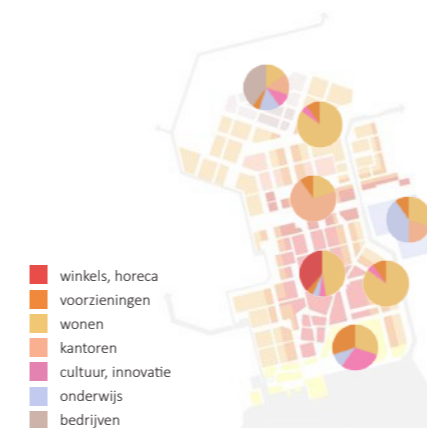 winkels, horeca
voorzieningen
wonen
kantoren
cultuur, innovatie
onderwijs
bedrijven